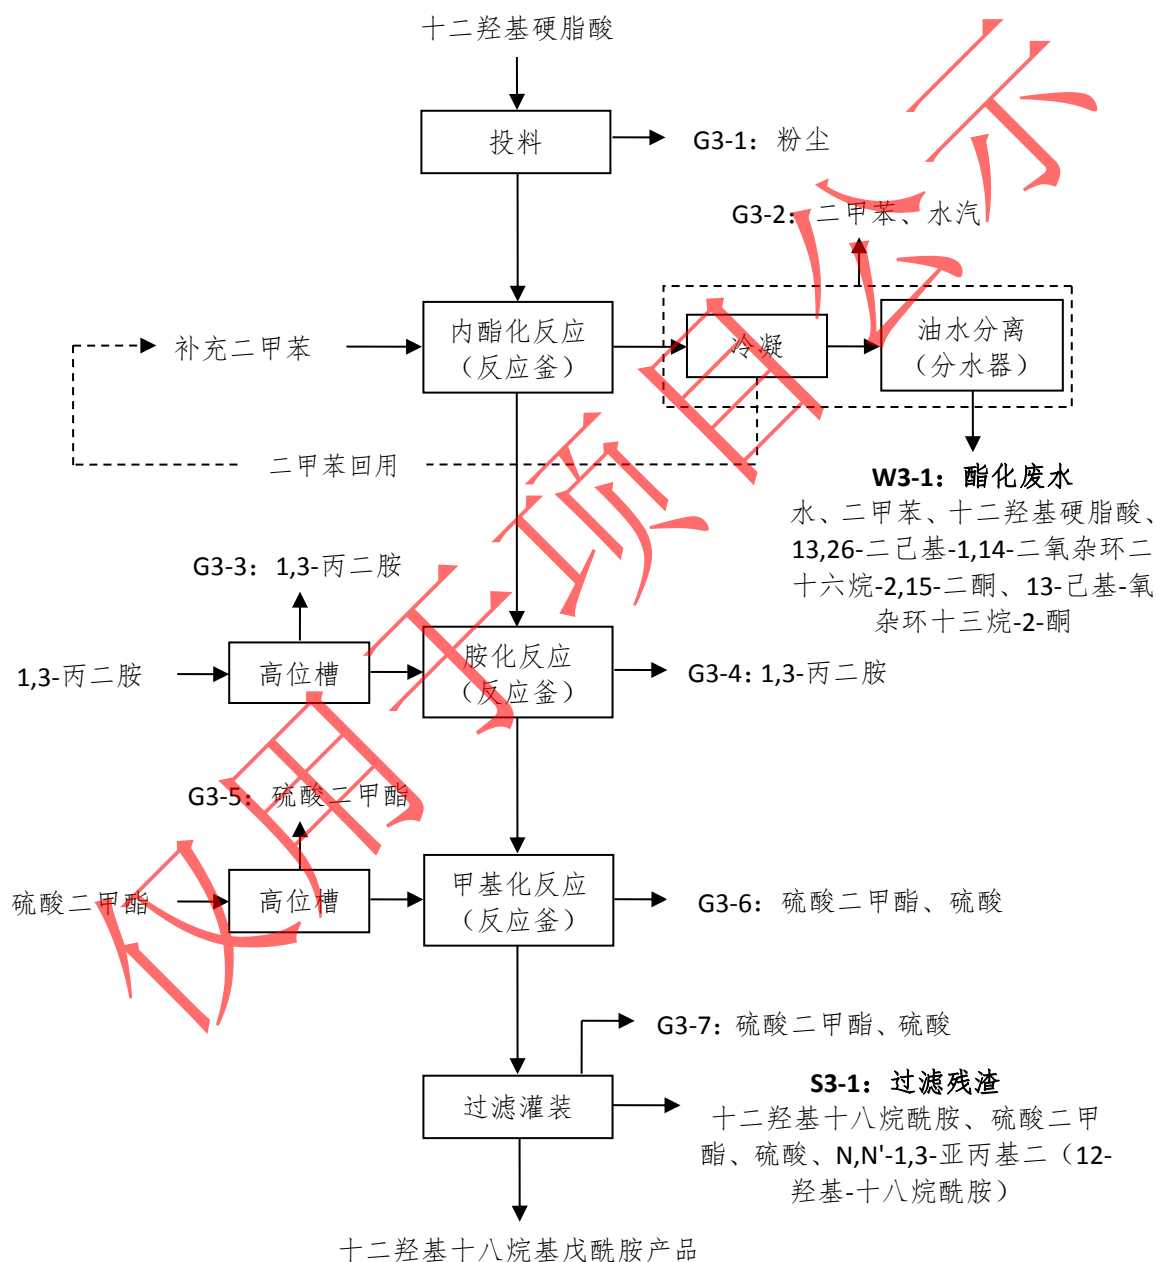 十二羟基硬脂酸
投料
G3-1：粉尘
G3-2：二甲苯、水汽
补充二甲苯
内酯化反应
（反应釜）
冷凝
油水分离
（分水器）
二甲苯回用
W3-1：酯化废水
水、二甲苯、十二羟基硬脂酸、
13,26-二己基-1,14-二氧杂环二
十六烷-2,15-二酮、13-己基-氧
杂环十三烷-2-酮
G3-3：1,3-丙二胺
1,3-丙二胺
高位槽
胺化反应
（反应釜）
G3-4：1,3-丙二胺
G3-5：硫酸二甲酯
硫酸二甲酯
高位槽
甲基化反应
（反应釜）
G3-6：硫酸二甲酯、硫酸
G3-7：硫酸二甲酯、硫酸
过滤灌装
S3-1：过滤残渣
十二羟基十八烷酰胺、硫酸二甲
酯、硫酸、N,N'-1,3-亚丙基二（12-
羟基-十八烷酰胺）
十二羟基十八烷基戊酰胺产品
仅用于项目公示